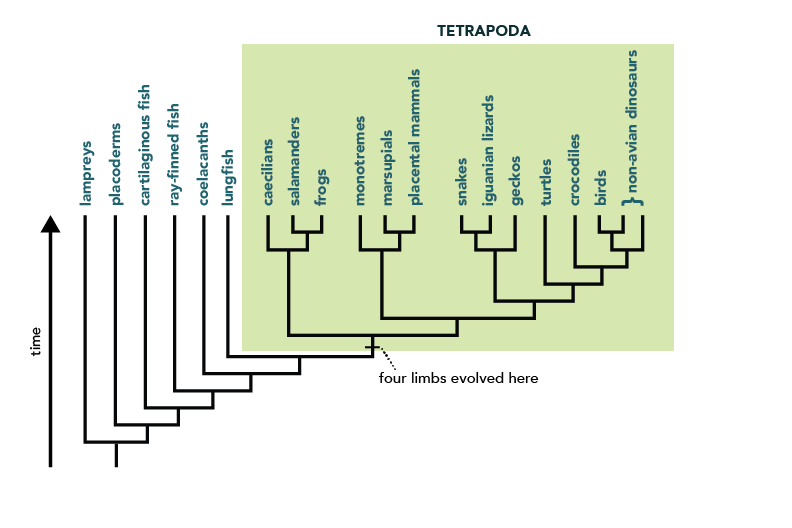 TETRAPODA
lampreys
placoderms
cartilaginous fish
ray-finned fish
coelacanths
lungfish
caecilians
salamanders
frogs
monotremes
marsupials
placental mammals
snakes
iguanian lizards
geckos
turtles
crocodiles
birds
} non-avian dinosaurs
time
four limbs evolved here